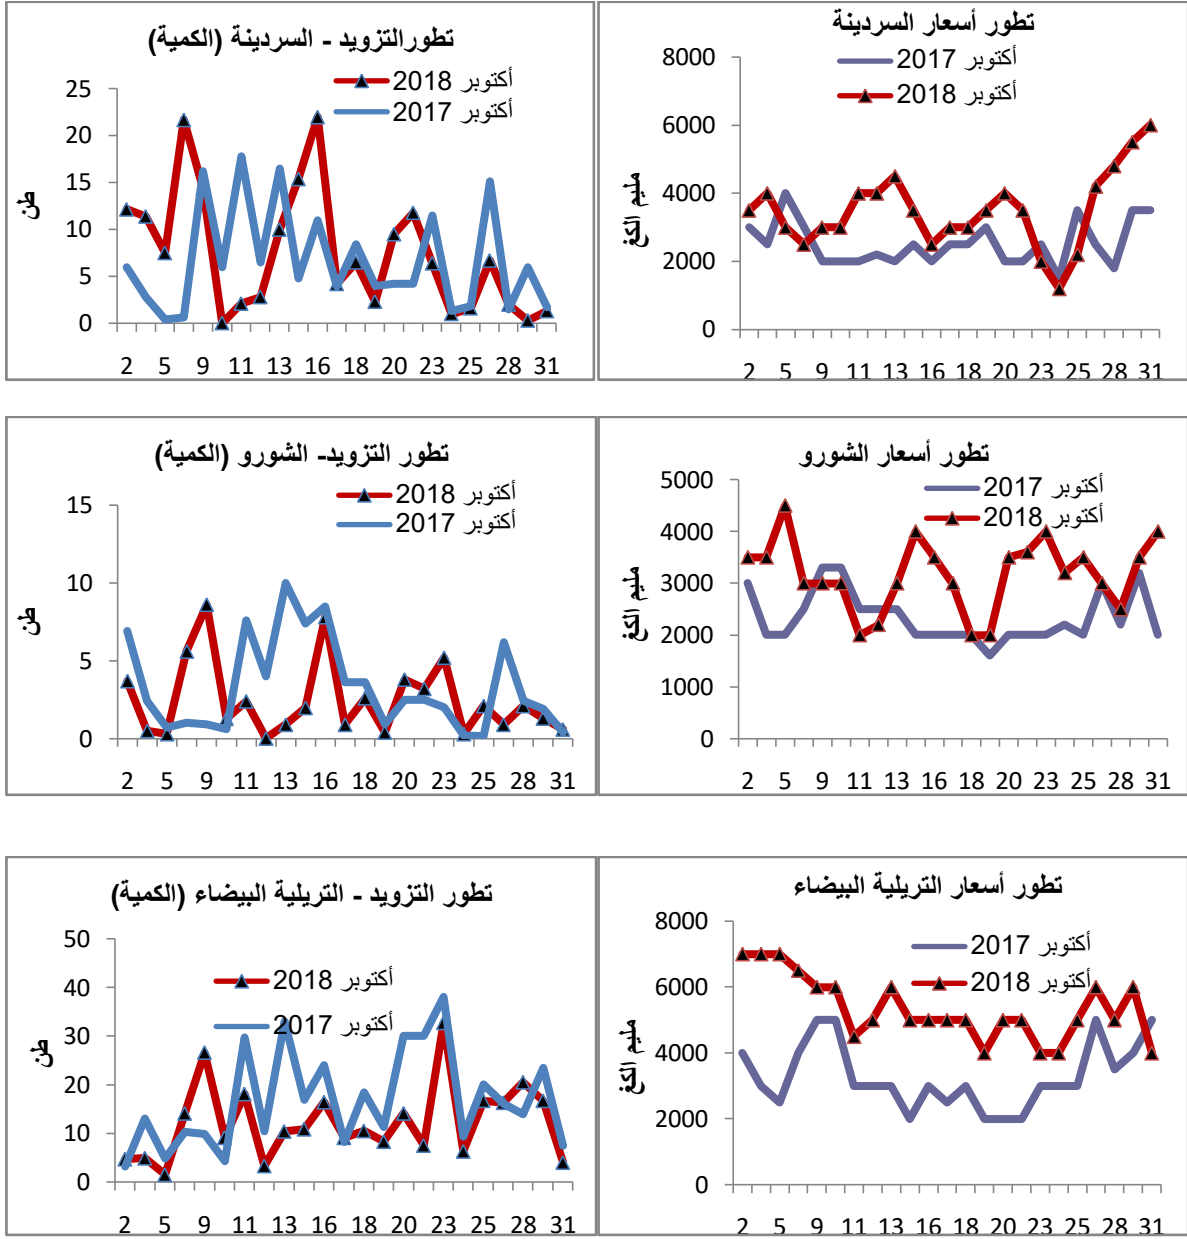 تطورالتزويد - السردينة (الكمية)
أكتوبر 2018
أكتوبر 2017
25
20
15
10
5
0
طن
2 5 9 11 13 16 18 20 23 25 28 31
تطور أسعار السردينة
أكتوبر 2017
أكتوبر 2018
8000
6000
4000
2000
0
مليم الكغ
2 5 9 11 13 16 18 20 23 25 28 31
تطور التزويد- الشورو (الكمية)
أكتوبر 2018
أكتوبر 2017
15
10
5
0
طن
2 5 9 11 13 16 18 20 23 25 28 31
تطور أسعار الشورو
أكتوبر 2017
أكتوبر 2018
5000
4000
3000
2000
1000
0
مليم الكغ
2 5 9 11 13 16 18 20 23 25 28 31
تطور التزويد - التريلية البيضاء (الكمية)
أكتوبر 2018
أكتوبر 2017
50
40
30
20
10
0
طن
2 5 9 11 13 16 18 20 23 25 28 31
تطور أسعار التريلية البيضاء
أكتوبر 2017
أكتوبر 2018
8000
6000
4000
2000
0
مليم الكغ
2 5 9 11 13 16 18 20 23 25 28 31